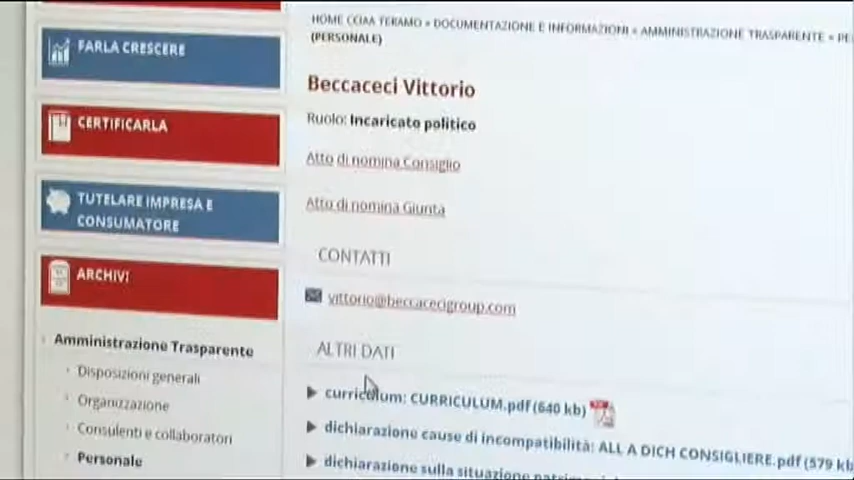 HOME CCIAA TERAMO » DOCUMENTAZIONE E INFORMAZIONI » AMMINISTRAZIONE TRASPARENTE »
(PERSONALE)
FARLA CRESCERE
CERTIFICARLA
TUTELARE IMPRESA E
CONSUMATORE
ARCHIVI
Amministrazione Trasparente
Disposizioni generali
Organizzazione
Consulenti e collaboratori
Personale
Beccaceci Vittorio
Ruolo: Incaricato politico
Atto di nomina Consiglio
Atto di nomina Giunta
CONTATTI
vittorio@beccacecigroup.com
ALTRI DATI
curriculum: CURRICULUM.pdf (640 kb)
dichiarazione cause di incompatibilità: ALL A DICH CONSIGLIERE.pdf (579 kb
dichiarazione sulla situazione